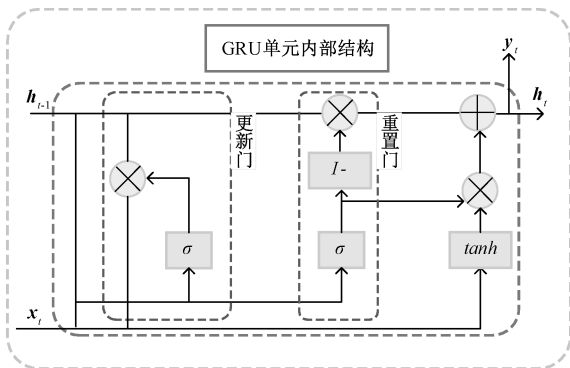 GRU单元内部结构
y_t
h_{t-1}
h_t
更新门
重置门
1-
σ
σ
tanh
x_t